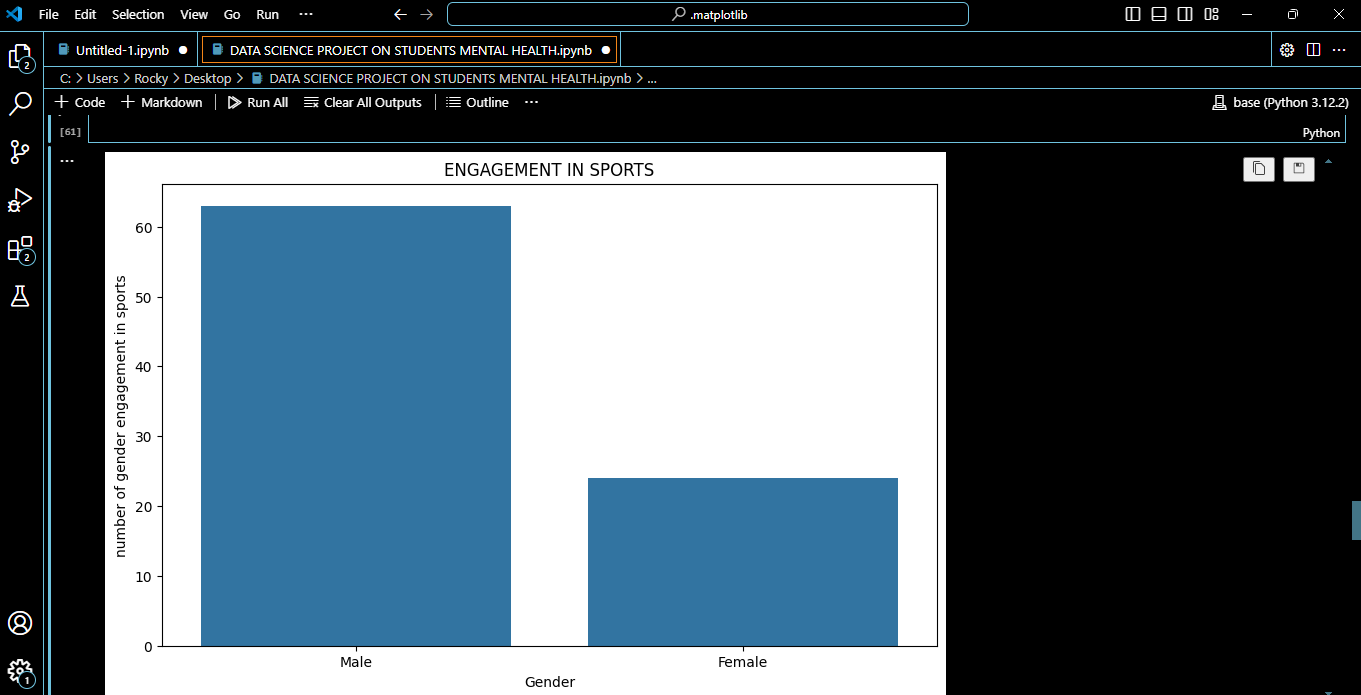 File Edit Selection View Go Run ··· .matplotlib
Untitled-1.ipynb DATA SCIENCE PROJECT ON STUDENTS MENTAL HEALTH.ipynb ···
C: > Users > Rocky > Desktop > DATA SCIENCE PROJECT ON STUDENTS MENTAL HEALTH.ipynb > ...
+ Code + Markdown Run All Clear All Outputs Outline ··· base (Python 3.12.2)
[61] Python
2
2
1
...
ENGAGEMENT IN SPORTS
number of gender engagement in sports
60
50
40
30
20
10
0
Male Female
Gender